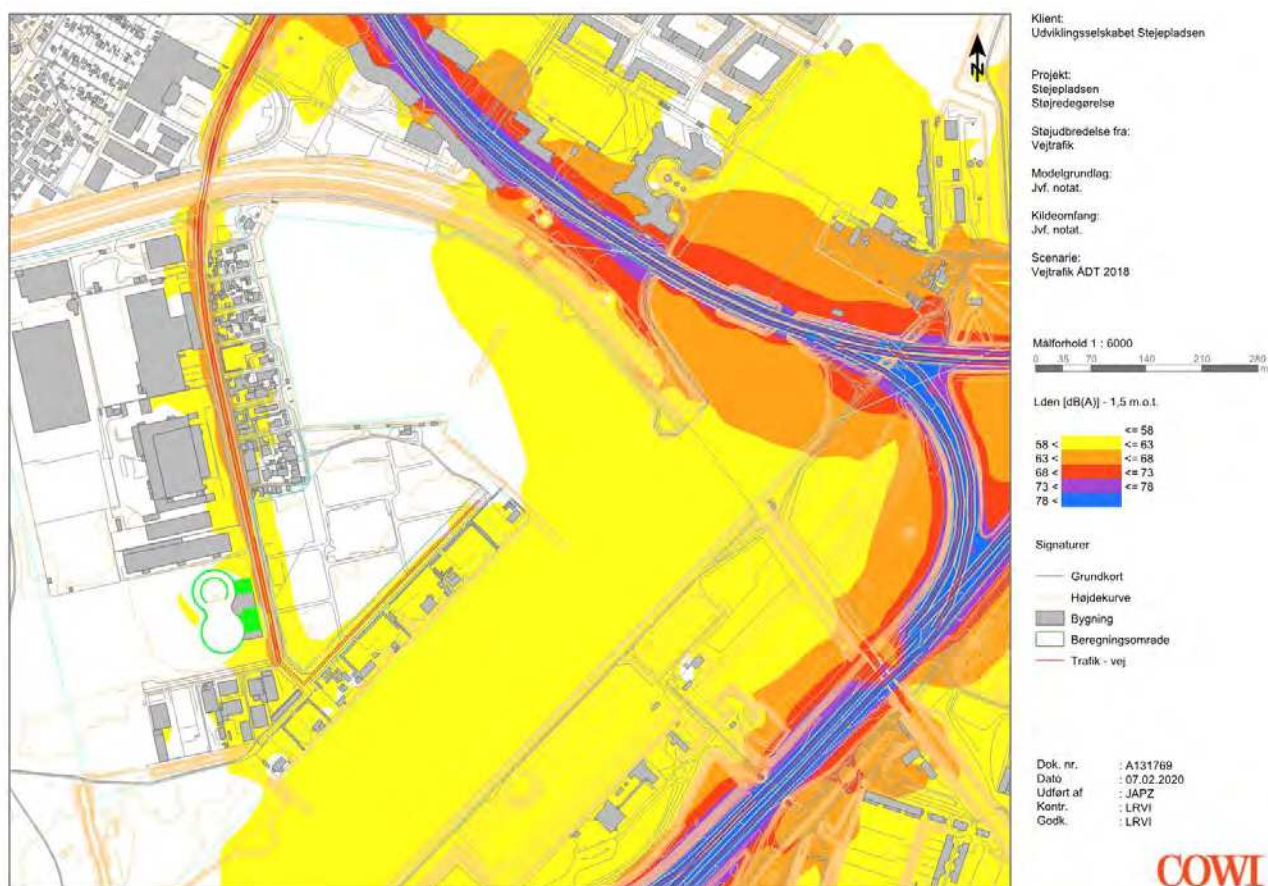 N
Klient:
Udviklingsselskabet Stejlepladsen
Projekt:
Stejepladsen
Støjredegørelse
Støjudbredelse fra:
Vejtrafik
Modelgrundlag:
Jvf. notat.
Kildeomfang:
Jvf. notat.
Scenarie:
Vejtrafik ÅDT 2018
Målforhold 1 : 6000
0 35 70 140 210 280
m
Lden [dB(A)] - 1,5 m.o.t.
<= 58
58 < <= 63
63 < <= 68
68 < <= 73
73 < <= 78
78 <
Signaturer
Grundkort
Højdekurve
Bygning
Beregningsområde
Trafik - vej
Dok. nr. : A131769
Dato : 07.02.2020
Udført af : JAPZ
Kontr. : LRVI
Godk. : LRVI
COWI